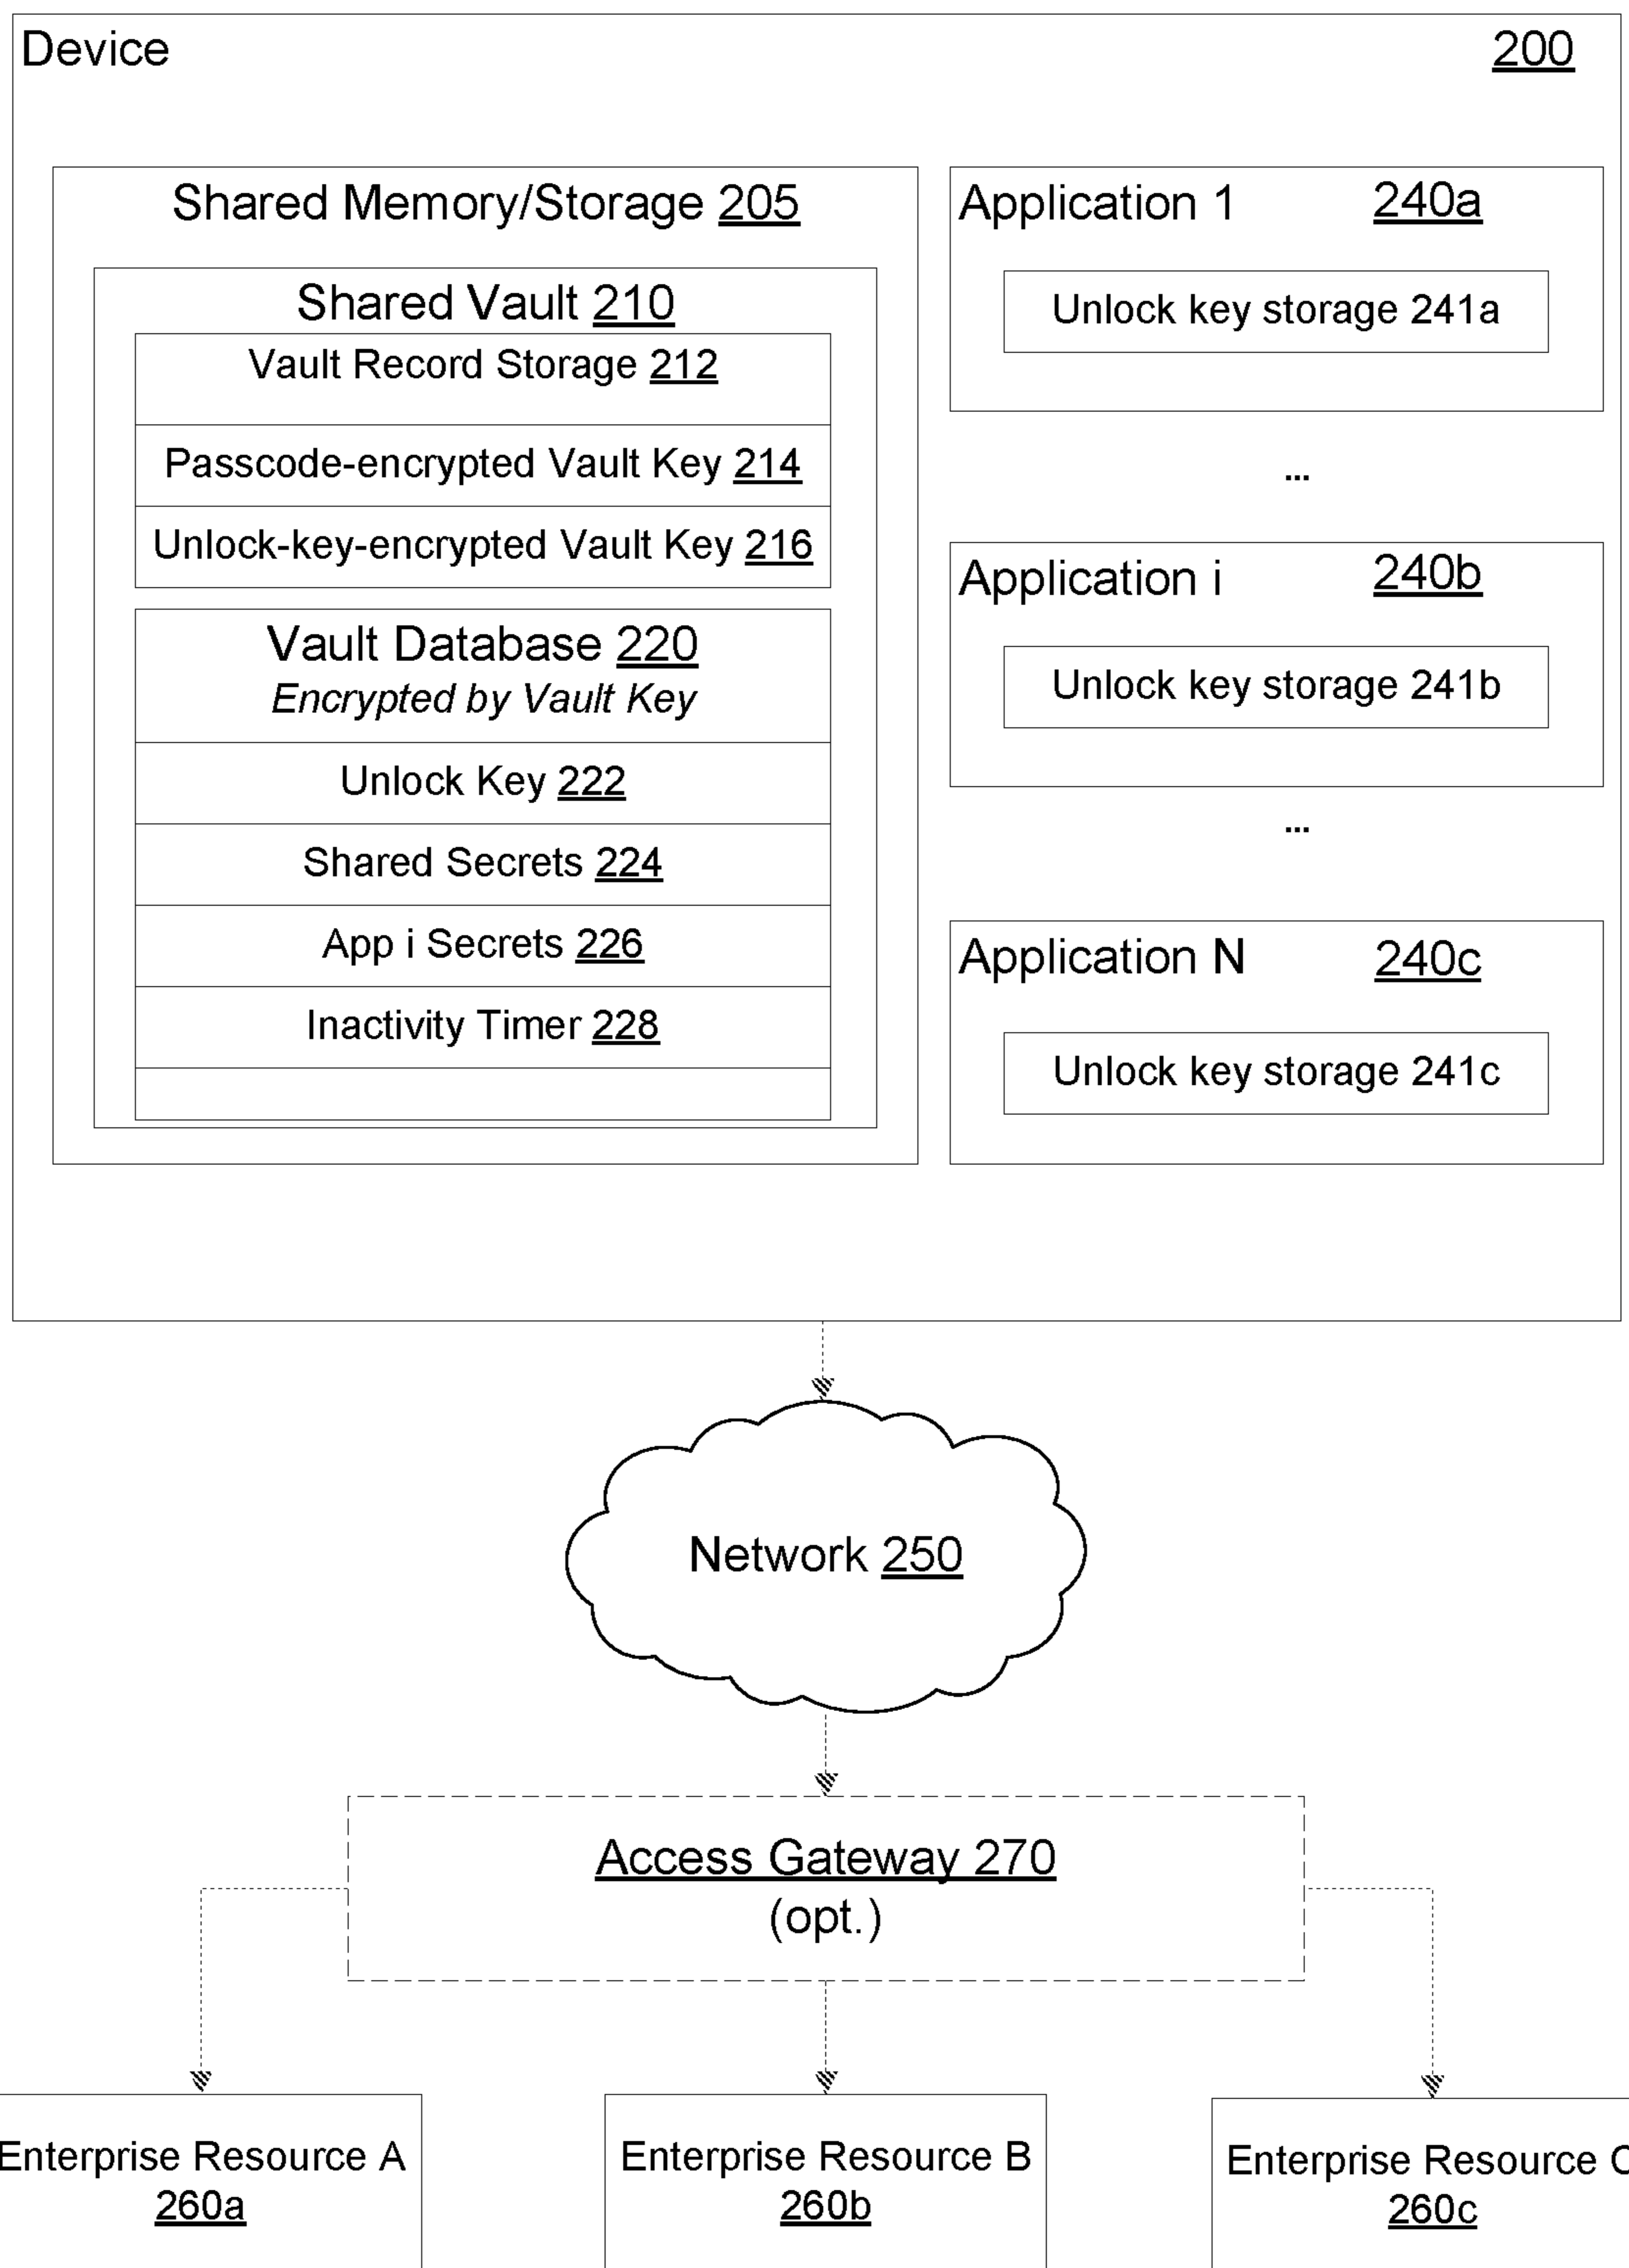 Device 200
Shared Memory/Storage 205
Shared Vault 210
Vault Record Storage 212
Passcode-encrypted Vault Key 214
Unlock-key-encrypted Vault Key 216
Vault Database 220
Encrypted by Vault Key
Unlock Key 222
Shared Secrets 224
App i Secrets 226
Inactivity Timer 228
Application 1 240a
Unlock key storage 241a
...
Application i 240b
Unlock key storage 241b
...
Application N 240c
Unlock key storage 241c
Network 250
Access Gateway 270
(opt.)
Enterprise Resource A
260a
Enterprise Resource B
260b
Enterprise Resource C
260c